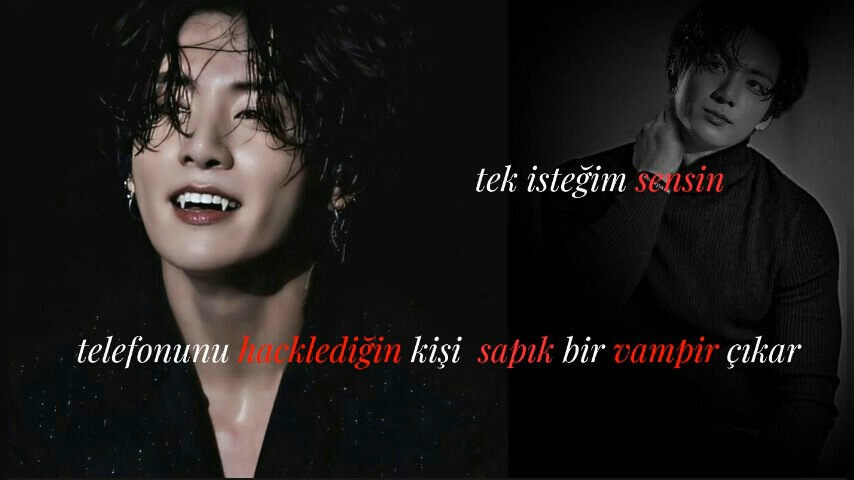 tek isteğim sensin
telefonunu hacklediğin kişi sapık bir vampir çıkar